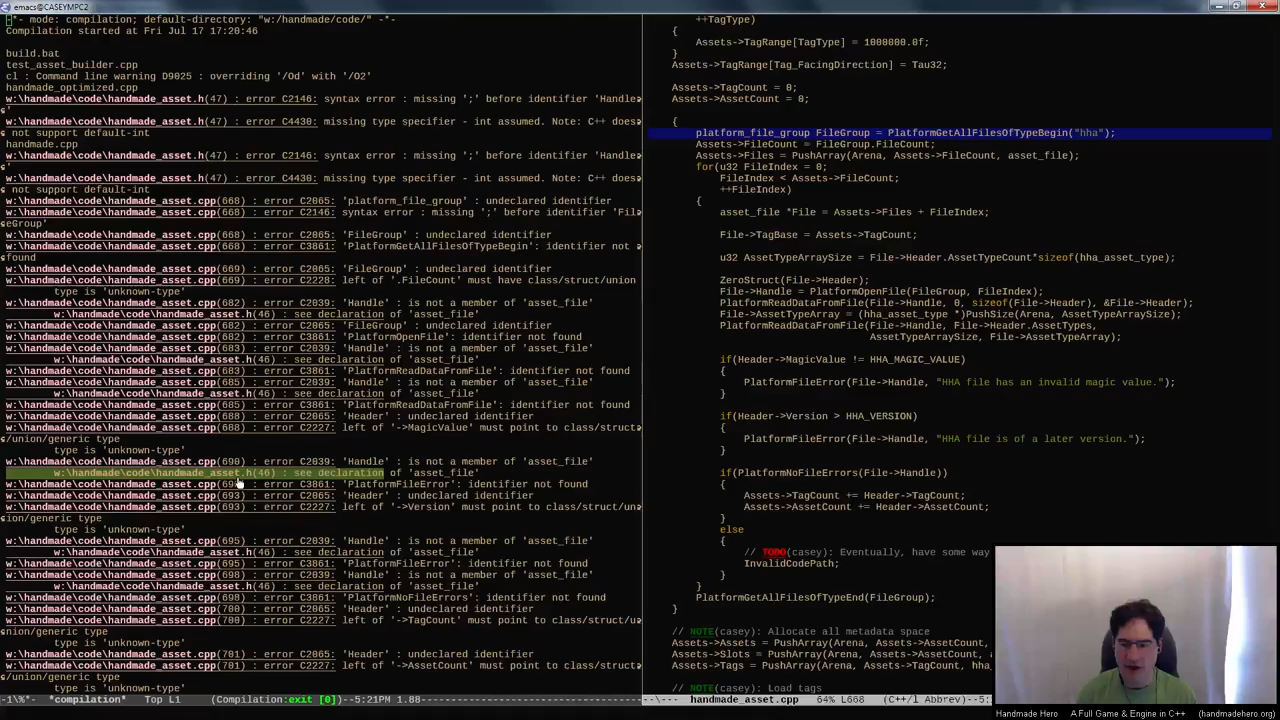 emacs@CASEYMPC2
-*- mode: compilation; default-directory: "w:/handmade/code/" -*-
Compilation started at Fri Jul 17 17:20:46
build.bat
test_asset_builder.cpp
cl : Command line warning D9025 : overriding '/Od' with '/O2'
handmade_optimized.cpp
w:\handmade\code\handmade_asset.h(47) : error C2146: syntax error : missing ';' before identifier 'Handle
'
w:\handmade\code\handmade_asset.h(47) : error C4430: missing type specifier - int assumed. Note: C++ does
not support default-int
handmade.cpp
w:\handmade\code\handmade_asset.h(47) : error C2146: syntax error : missing ';' before identifier 'Handle
'
w:\handmade\code\handmade_asset.h(47) : error C4430: missing type specifier - int assumed. Note: C++ does
not support default-int
w:\handmade\code\handmade_asset.cpp(668) : error C2065: 'platform_file_group' : undeclared identifier
w:\handmade\code\handmade_asset.cpp(668) : error C2146: syntax error : missing ';' before identifier 'Fil
eGroup'
w:\handmade\code\handmade_asset.cpp(668) : error C2065: 'FileGroup' : undeclared identifier
w:\handmade\code\handmade_asset.cpp(668) : error C3861: 'PlatformGetAllFilesOfTypeBegin': identifier not
found
w:\handmade\code\handmade_asset.cpp(669) : error C2065: 'FileGroup' : undeclared identifier
w:\handmade\code\handmade_asset.cpp(669) : error C2228: left of '.FileCount' must have class/struct/union
type is 'unknown-type'
w:\handmade\code\handmade_asset.cpp(682) : error C2039: 'Handle' : is not a member of 'asset_file'
w:\handmade\code\handmade_asset.h(46) : see declaration of 'asset_file'
w:\handmade\code\handmade_asset.cpp(682) : error C2065: 'FileGroup' : undeclared identifier
w:\handmade\code\handmade_asset.cpp(682) : error C3861: 'PlatformOpenFile': identifier not found
w:\handmade\code\handmade_asset.cpp(683) : error C2039: 'Handle' : is not a member of 'asset_file'
w:\handmade\code\handmade_asset.h(46) : see declaration of 'asset_file'
w:\handmade\code\handmade_asset.cpp(683) : error C3861: 'PlatformReadDataFromFile': identifier not found
w:\handmade\code\handmade_asset.cpp(685) : error C2039: 'Handle' : is not a member of 'asset_file'
w:\handmade\code\handmade_asset.h(46) : see declaration of 'asset_file'
w:\handmade\code\handmade_asset.cpp(685) : error C3861: 'PlatformReadDataFromFile': identifier not found
w:\handmade\code\handmade_asset.cpp(688) : error C2065: 'Header' : undeclared identifier
w:\handmade\code\handmade_asset.cpp(688) : error C2227: left of '->MagicValue' must point to class/struct
/union/generic type
type is 'unknown-type'
w:\handmade\code\handmade_asset.cpp(690) : error C2039: 'Handle' : is not a member of 'asset_file'
w:\handmade\code\handmade_asset.h(46) : see declaration of 'asset_file'
w:\handmade\code\handmade_asset.cpp(690) : error C3861: 'PlatformFileError': identifier not found
w:\handmade\code\handmade_asset.cpp(693) : error C2065: 'Header' : undeclared identifier
w:\handmade\code\handmade_asset.cpp(693) : error C2227: left of '->Version' must point to class/struct/un
ion/generic type
type is 'unknown-type'
w:\handmade\code\handmade_asset.cpp(695) : error C2039: 'Handle' : is not a member of 'asset_file'
w:\handmade\code\handmade_asset.h(46) : see declaration of 'asset_file'
w:\handmade\code\handmade_asset.cpp(695) : error C3861: 'PlatformFileError': identifier not found
w:\handmade\code\handmade_asset.cpp(698) : error C2039: 'Handle' : is not a member of 'asset_file'
w:\handmade\code\handmade_asset.h(46) : see declaration of 'asset_file'
w:\handmade\code\handmade_asset.cpp(698) : error C3861: 'PlatformNoFileErrors': identifier not found
w:\handmade\code\handmade_asset.cpp(700) : error C2065: 'Header' : undeclared identifier
w:\handmade\code\handmade_asset.cpp(700) : error C2227: left of '->TagCount' must point to class/struct/u
nion/generic type
type is 'unknown-type'
w:\handmade\code\handmade_asset.cpp(701) : error C2065: 'Header' : undeclared identifier
w:\handmade\code\handmade_asset.cpp(701) : error C2227: left of '->AssetCount' must point to class/struct
/union/generic type
type is 'unknown-type'
-1\%*- *compilation* Top L1 (Compilation:exit [0])--5:21PM 1.88
++TagType)
{
Assets->TagRange[TagType] = 1000000.0f;
}
Assets->TagRange[Tag_FacingDirection] = Tau32;
Assets->TagCount = 0;
Assets->AssetCount = 0;
{
platform_file_group FileGroup = PlatformGetAllFilesOfTypeBegin("hha");
Assets->FileCount = FileGroup.FileCount;
Assets->Files = PushArray(Arena, Assets->FileCount, asset_file);
for(u32 FileIndex = 0;
FileIndex < Assets->FileCount;
++FileIndex)
{
asset_file *File = Assets->Files + FileIndex;
File->TagBase = Assets->TagCount;
u32 AssetTypeArraySize = File->Header.AssetTypeCount*sizeof(hha_asset_type);
ZeroStruct(File->Header);
File->Handle = PlatformOpenFile(FileGroup, FileIndex);
PlatformReadDataFromFile(File->Handle, 0, sizeof(File->Header), &File->Header);
File->AssetTypeArray = (hha_asset_type *)PushSize(Arena, AssetTypeArraySize);
PlatformReadDataFromFile(File->Handle, File->Header.AssetTypes,
AssetTypeArraySize, File->AssetTypeArray);
if(Header->MagicValue != HHA_MAGIC_VALUE)
{
PlatformFileError(File->Handle, "HHA file has an invalid magic value.");
}
if(Header->Version > HHA_VERSION)
{
PlatformFileError(File->Handle, "HHA file is of a later version.");
}
if(PlatformNoFileErrors(File->Handle))
{
Assets->TagCount += Header->TagCount;
Assets->AssetCount += Header->AssetCount;
}
else
{
// TODO(casey): Eventually, have some way
InvalidCodePath;
}
}
PlatformGetAllFilesOfTypeEnd(FileGroup);
}
// NOTE(casey): Allocate all metadata space
Assets->Assets = PushArray(Arena, Assets->AssetCount,
Assets->Slots = PushArray(Arena, Assets->AssetCount,
Assets->Tags = PushArray(Arena, Assets->TagCount, hha_
// NOTE(casey): Load tags
--\--- handmade_asset.cpp 64% L668 (C++/l Abbrev)--5:
Handmade Hero A Full Game & Engine in C++ (handmadehero.org)